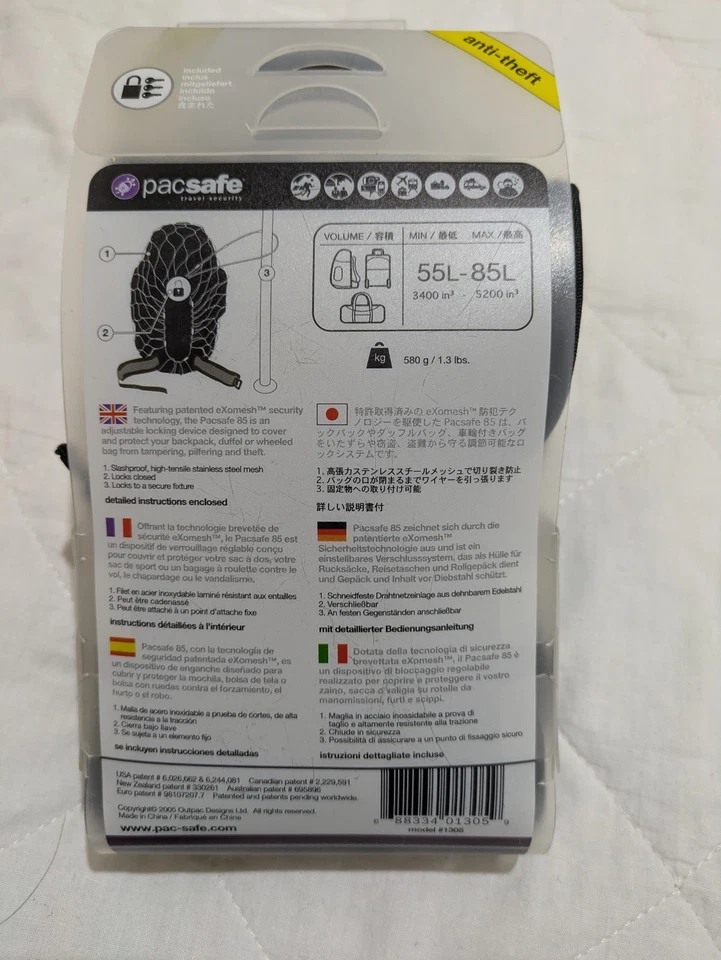 included
inclus
mitgeliefert
incluido
incluso
含まれた
anti-theft
pacsafe
travel security
1
2
3
VOLUME / 容積
MIN / 最低
MAX / 最高
55L-85L
3400 in³ - 5200 in³
kg
580 g / 1.3 lbs.
Featuring patented eXomesh™ security
technology, the Pacsafe 85 is an
adjustable locking device designed to cover
and protect your backpack, duffel or wheeled
bag from tampering, pilfering and theft.
1. Slashproof, high-tensile stainless steel mesh
2. Locks closed
3. Locks to a secure fixture
detailed instructions enclosed
特許取得済みの eXomesh™ 防犯テク
ノロジーを駆使した Pacsafe 85 は、バ
ックパックやダッフルバッグ、車輪付きバッグ
をいたずらや窃盗、盗難から守る調節可能なロ
ックシステムです。
1. 高張力ステンレススチールメッシュで切り裂き防止
2. バッグの口が閉まるまでワイヤーを引っ張ります
3. 固定物への取り付け可能
詳しい説明書付
Offrant la technologie brevetée de
sécurité eXomesh™, le Pacsafe 85 est
un dispositif de verrouillage réglable conçu
pour couvrir et protéger votre sac à dos, votre
sac de sport ou un bagage à roulette contre le
vol, le chapardage ou le vandalisme.
1. Filet en acier inoxydable laminé résistant aux entailles
2. Peut être cadenassé
3. Peut être attaché à un point d'attache fixe
instructions détaillées à l'intérieur
Pacsafe 85 zeichnet sich durch die
patentierte eXomesh™
Sicherheitstechnologie aus und ist ein
einstellbares Verschlusssystem, das als Hülle für
Rucksäcke, Reisetaschen und Rollgepäck dient
und Gepäck und Inhalt vor Diebstahl schützt.
1. Schneidfeste Drahtnetzeinlage aus dehnbarem Edelstahl
2. Verschließbar
3. An festen Gegenständen anschließbar
mit detaillierter Bedienungsanleitung
Pacsafe 85, con la tecnología de
seguridad patentada eXomesh™, es
un dispositivo de enganche diseñado para
cubrir y proteger la mochila, bolsa de tela o
bolsa con ruedas contra el forzamiento, el
hurto o el robo.
1. Malla de acero inoxidable a prueba de cortes, de alta
resistencia a la tracción
2. Cierra bajo llave
3. Se sujeta a un elemento fijo
se incluyen instrucciones detalladas
Dotata della tecnologia di sicurezza
brevettata eXomesh™, il Pacsafe 85 è
un dispositivo di bloccaggio regolabile
realizzato per coprire e proteggere il vostro
zaino, sacca o valigia su rotelle da
manomissioni, furti e scippi.
1. Maglia in acciaio inossidabile a prova di
taglio e altamente resistente alla trazione
2. Chiude in sicurezza
3. Possibilità di assicurare a un punto di fissaggio sicuro
istruzioni dettagliate incluse
USA patent # 6,026,662 & 6,244,081 Canadian patent # 2,229,591
New Zealand patent # 330261 Australian patent # 695896
Euro patent # 98107207.7 Patented and patents pending worldwide.
Copyright© 2005 Outpac Designs Ltd. All rights reserved.
Made in China / Fabriqué en China
www.pac-safe.com
6 88334 01305 9
model #1305